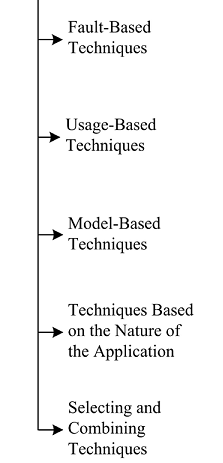 Fault-Based
Techniques
Usage-Based
Techniques
Model-Based
Techniques
Techniques Based
on the Nature of
the Application
Selecting and
Combining
Techniques